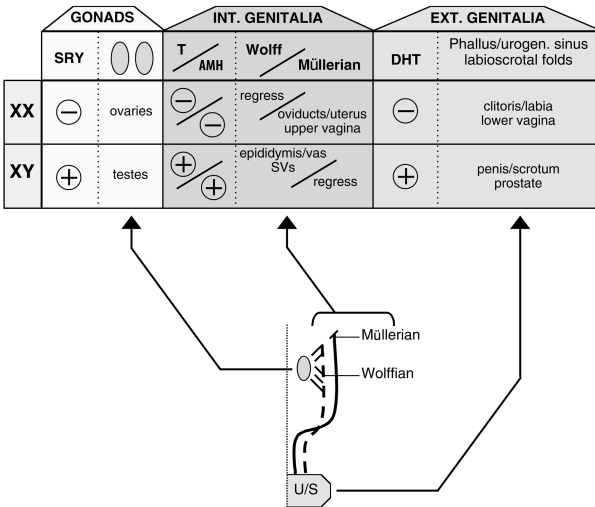 GONADS
INT. GENITALIA
EXT. GENITALIA
SRY
T
AMH
Wolff
Müllerian
DHT
Phallus/urogen. sinus
labioscrotal folds
XX
−
ovaries
−
−
regress
oviducts/uterus
upper vagina
−
clitoris/labia
lower vagina
XY
+
testes
+
+
epididymis/vas
SVs
regress
+
penis/scrotum
prostate
Müllerian
Wolffian
U/S